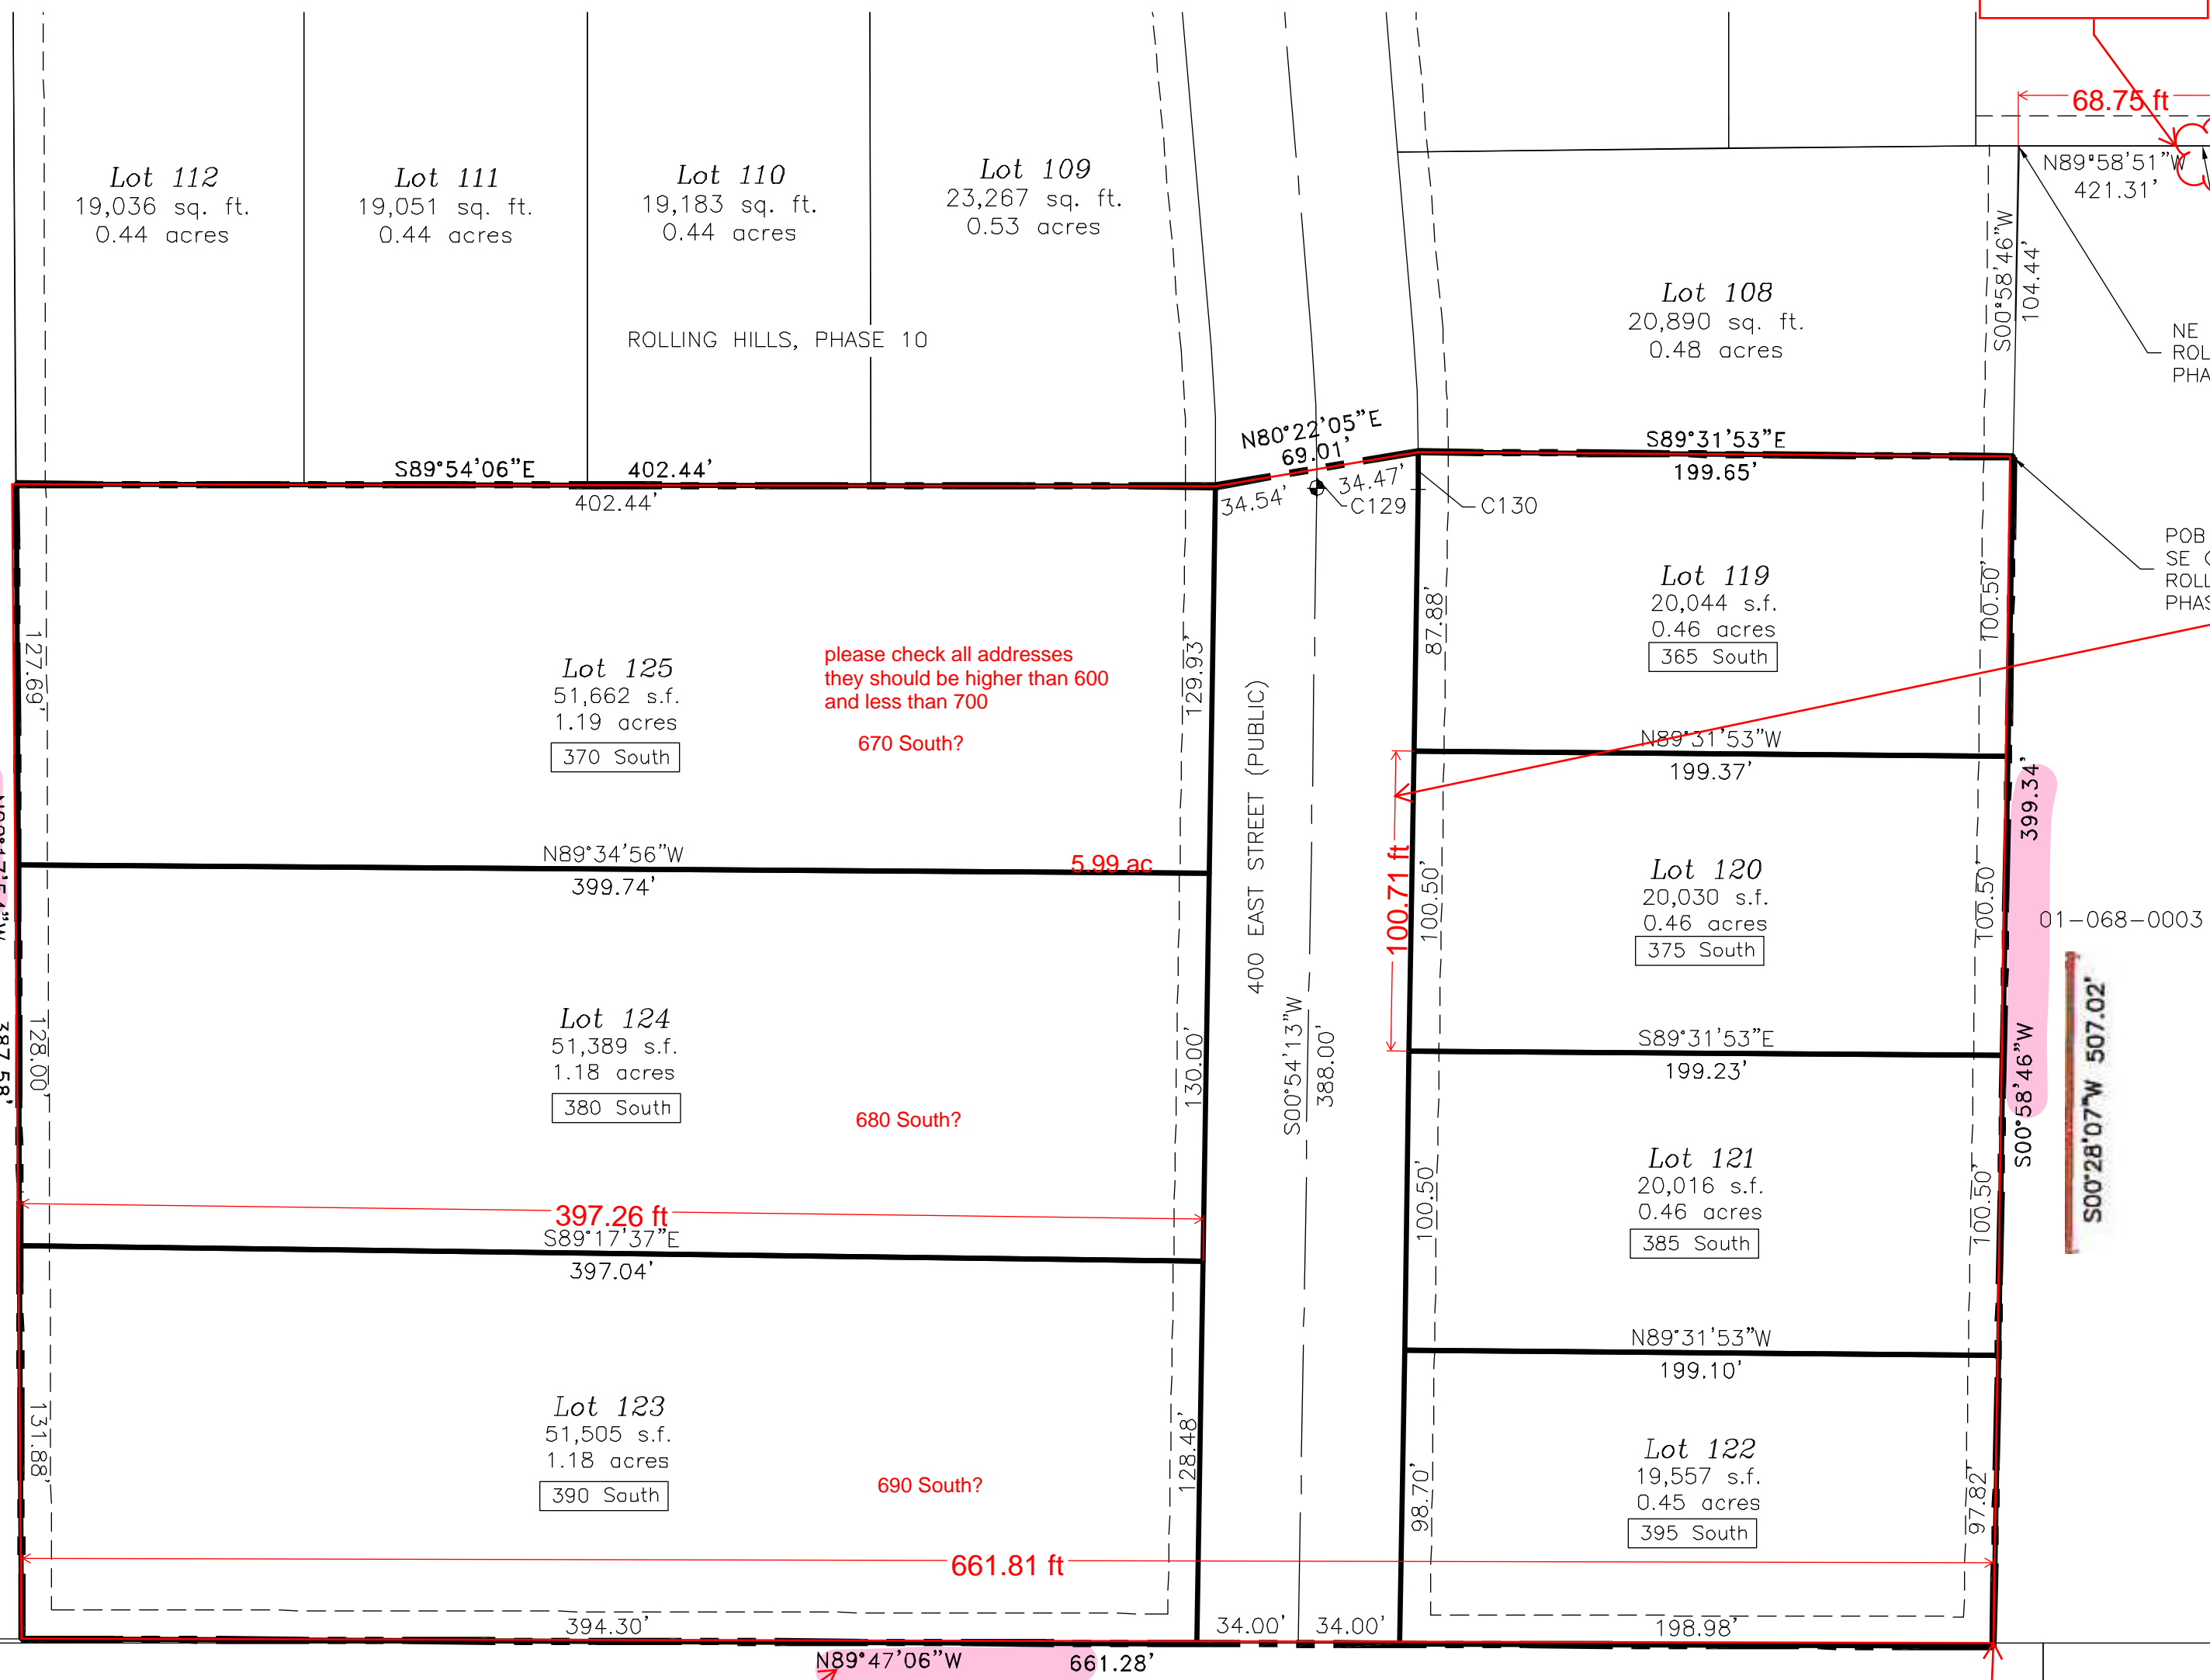 68.75 ft
N89°58'51"W
421.31'
Lot 112
19,036 sq. ft.
0.44 acres
Lot 111
19,051 sq. ft.
0.44 acres
Lot 110
19,183 sq. ft.
0.44 acres
Lot 109
23,267 sq. ft.
0.53 acres
ROLLING HILLS, PHASE 10
Lot 108
20,890 sq. ft.
0.48 acres
S00°58'46"W
104.44'
NE
ROL
PHA
S89°54'06"E
402.44'
402.44'
N80°22'05"E
69.01'
34.54'
34.47'
C129
C130
S89°31'53"E
199.65'
POB
SE
ROLL
PHAS
127.69'
Lot 125
51,662 s.f.
1.19 acres
370 South
please check all addresses
they should be higher than 600
and less than 700
670 South?
129.93'
400 EAST STREET (PUBLIC)
87.88'
Lot 119
20,044 s.f.
0.46 acres
365 South
100.50'
N89°31'53"W
199.37'
399.34'
N89°34'56"W
399.74'
5.99 ac
100.71 ft
100.50'
Lot 120
20,030 s.f.
0.46 acres
375 South
100.50'
01-068-0003
387.58'
128.00'
Lot 124
51,389 s.f.
1.18 acres
380 South
680 South?
130.00'
S00°54'13"W
388.00'
S89°31'53"E
199.23'
S00°58'46"W
S00°28'07"W 507.02'
397.26 ft
S89°17'37"E
397.04'
100.50'
Lot 121
20,016 s.f.
0.46 acres
385 South
100.50'
N89°31'53"W
199.10'
131.88'
Lot 123
51,505 s.f.
1.18 acres
390 South
690 South?
128.48'
98.70'
Lot 122
19,557 s.f.
0.45 acres
395 South
97.82'
661.81 ft
394.30'
34.00'
34.00'
198.98'
N89°47'06"W
661.28'